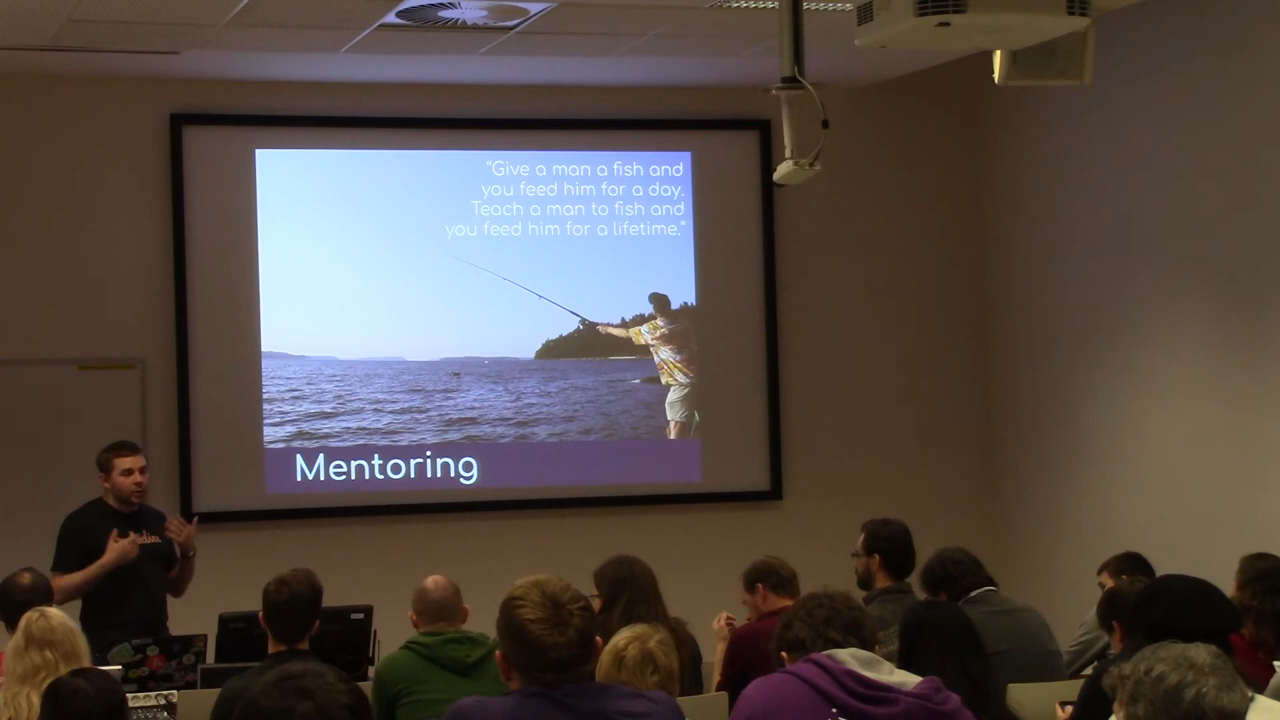 "Give a man a fish and
you feed him for a day.
Teach a man to fish and
you feed him for a lifetime."
Mentoring